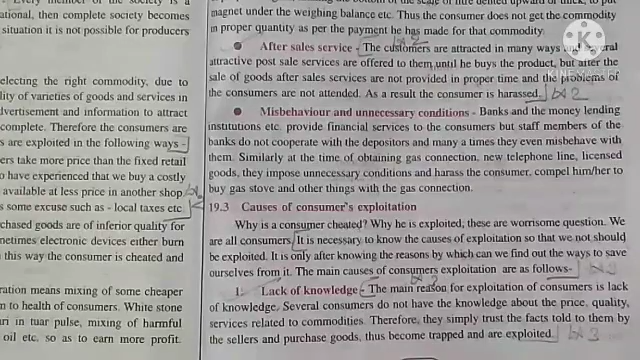 ational, then complete society becomes
situation it is not possible for producers
electing the right commodity, due to
lity of varieties of goods and services in
dvertisement and information to attract
complete. Therefore the consumers are
s are exploited in the following ways -
ers take more price than the fixed retail
o have experienced that we buy a costly
available at less price in another shop
s some excuse such as - local taxes etc.
chased goods are of inferior quality for
netimes electronic devices either burn
this way the consumer is cheated and
ration means mixing of some cheaper
n to health of consumers. White stone
uri in tuar pulse, mixing of harmful
oil etc. so as to earn more profit.
magnet under the weighing balance etc. Thus the consumer does not get the commodity
in proper quantity as per the payment he has made for that commodity.
• After sales service - The customers are attracted in many ways and several
attractive post sale services are offered to them until he buys the product, but after the
sale of goods after sales services are not provided in proper time and the problems of
the consumers are not attended. As a result the consumer is harassed.
• Misbehaviour and unnecessary conditions - Banks and the money lending
institutions etc. provide financial services to the consumers but staff members of the
banks do not cooperate with the depositors and many a times they even misbehave with
them. Similarly at the time of obtaining gas connection, new telephone line, licensed
goods, they impose unnecessary conditions and harass the consumer, compel him/her to
buy gas stove and other things with the gas connection.
19.3 Causes of consumer's exploitation
Why is a consumer cheated? Why he is exploited, these are worrisome question. We
are all consumers. It is necessary to know the causes of exploitation so that we not should
be exploited. It is only after knowing the reasons by which can we find out the ways to save
ourselves from it. The main causes of consumers exploitation are as follows-
1. Lack of knowledge - The main reason for exploitation of consumers is lack
of knowledge. Several consumers do not have the knowledge about the price, quality,
services related to commodities. Therefore, they simply trust the facts told to them by
the sellers and purchase goods, thus become trapped and are exploited.
KINEMASTER